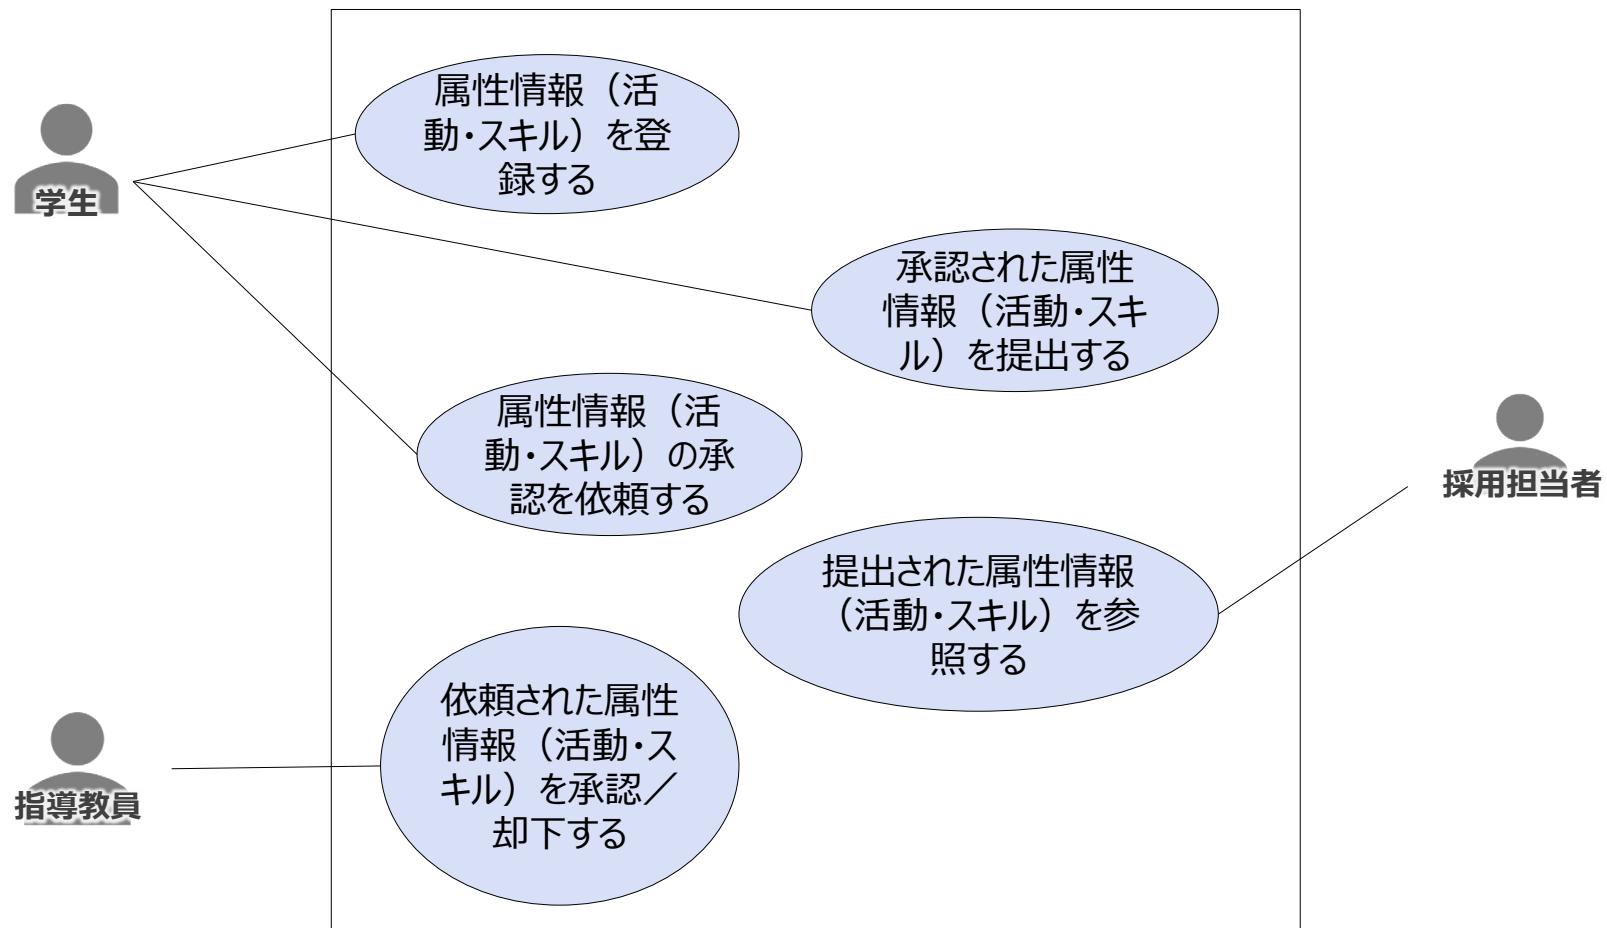 属性情報（活
動・スキル）を登
録する
学生
承認された属性
情報（活動・スキ
ル）を提出する
属性情報（活
動・スキル）の承
認を依頼する
採用担当者
提出された属性情報
（活動・スキル）を参
照する
依頼された属性
情報（活動・ス
キル）を承認／
却下する
指導教員